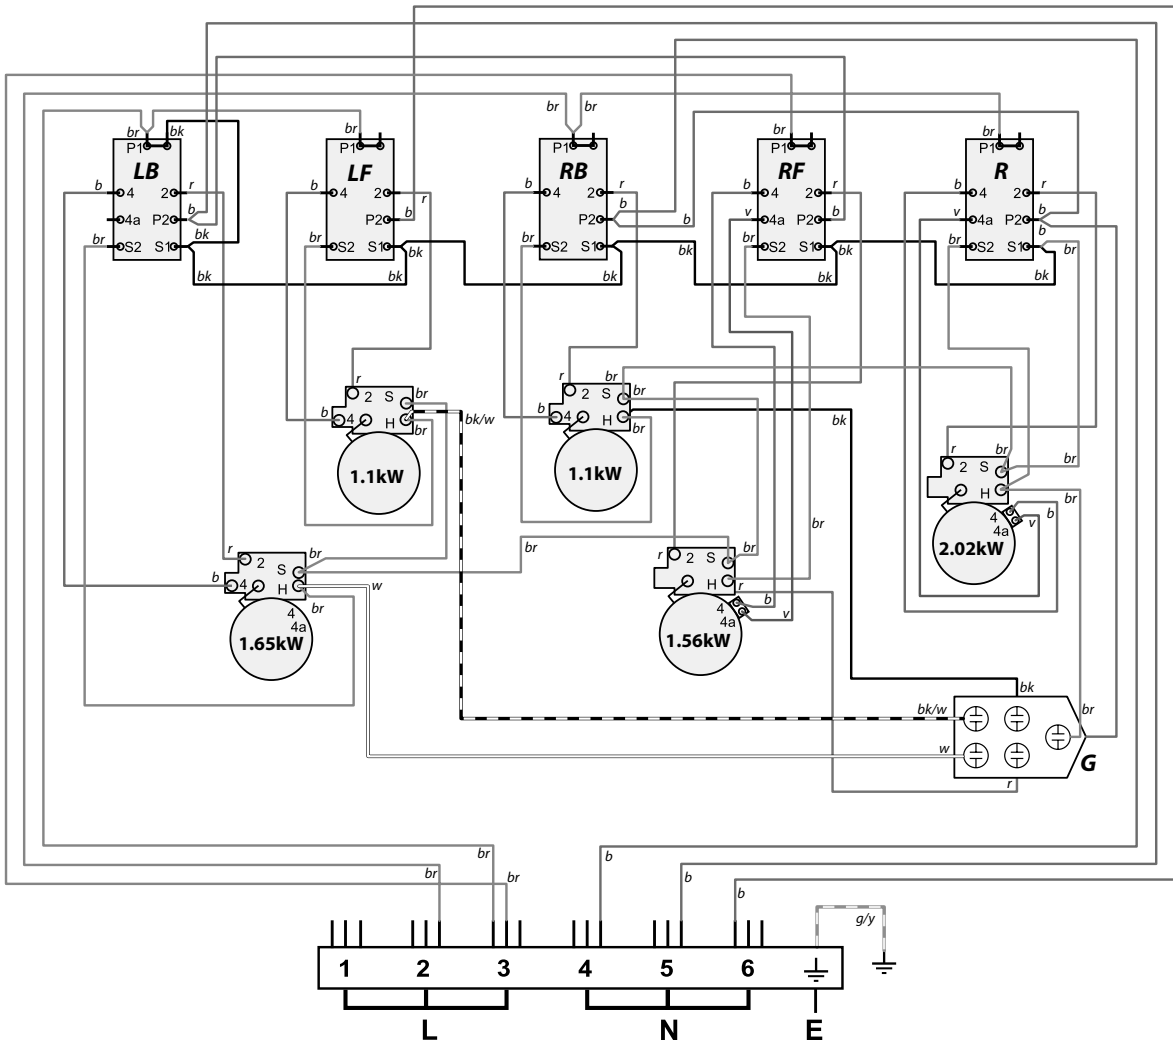 br br
br bk br br br br
P1 P1 P1 P1 P1
LB LF RB RF R
b 4 2 r b 4 2 r b 4 2 r b 4 2 r b 4 2 r
4a P2 b P2 b P2 b b v 4a P2 b v 4a P2 b
br S2 S1 bk br S2 S1 br S2 S1 br S2 S1 br S2 S1 b br
bk bk bk bk
bk bk bk bk bk
r 2 S br
b 4 H br
bk/w
1.1kW
r 2 S br br
b 4 H br
bk
1.1kW
r 2 S br br
H br
4 b
4a v
2.02kW
r 2 S br br
b 4 H br w
4
4a
1.65kW
r 2 S br br
H r
4 b
4a v
1.56kW
bk
bk/w br
w G
r
br b
br b
br b
g/y
1 2 3 4 5 6
L N E